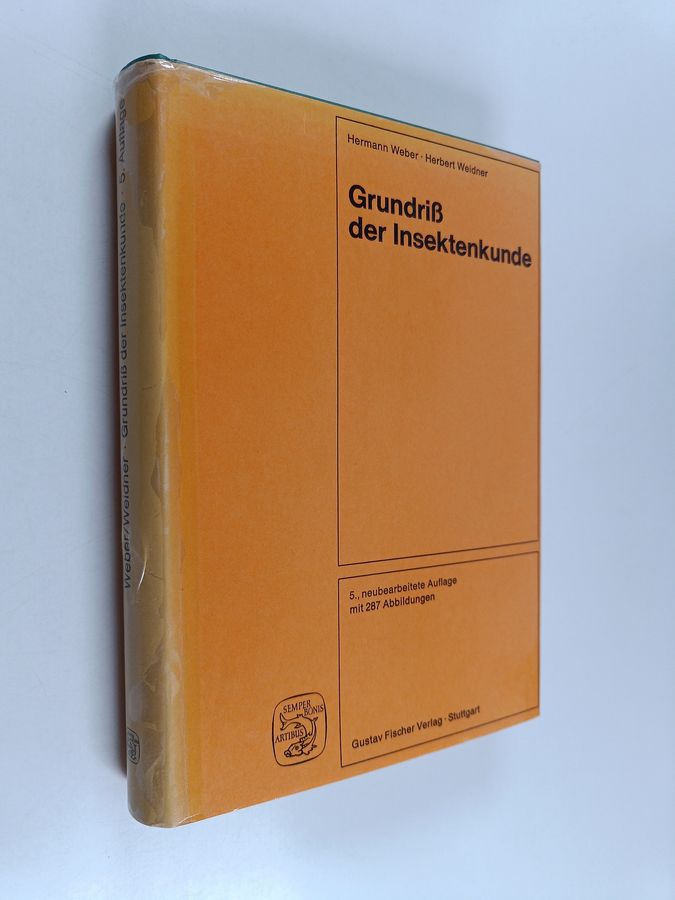 Hermann Weber · Herbert Weidner
Grundriß
der Insektenkunde
5., neubearbeitete Auflage
mit 287 Abbildungen
Gustav Fischer Verlag · Stuttgart
SEMPER
BONIS
ARTIBUS
Weber/Weidner · Grundriß der Insektenkunde · 5. Auflage